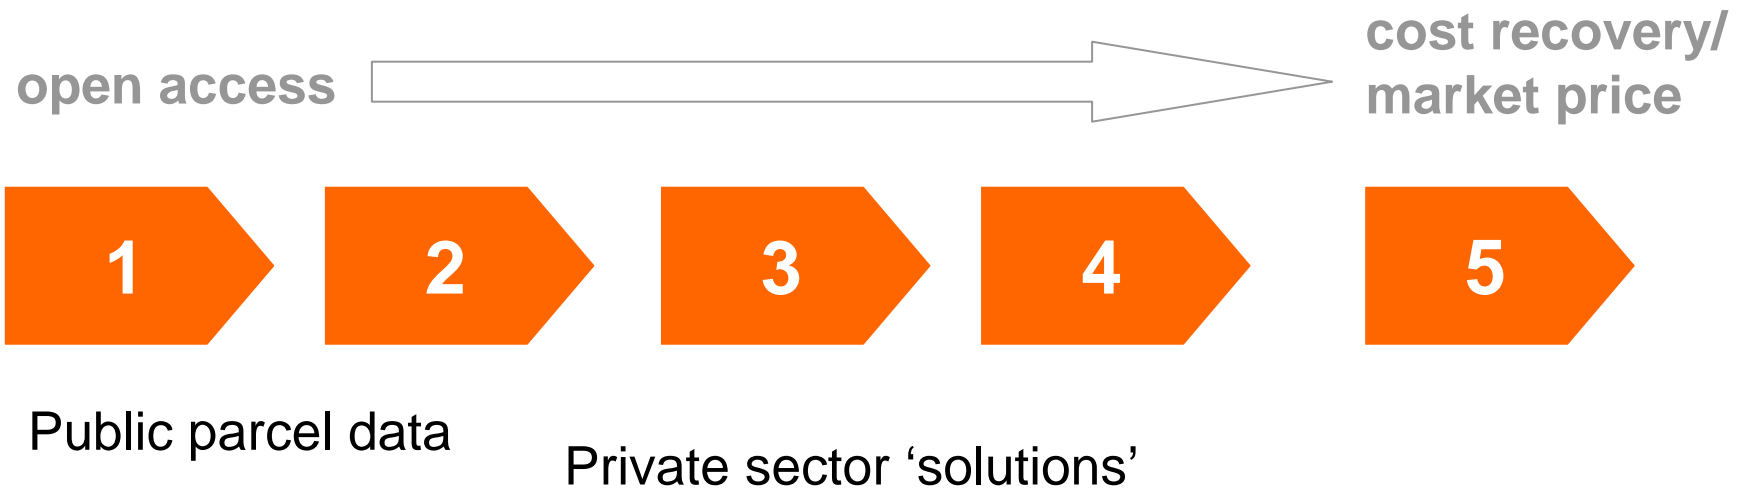 open access
cost recovery/
market price
1
2
3
4
5
Public parcel data
Private sector ‘solutions’